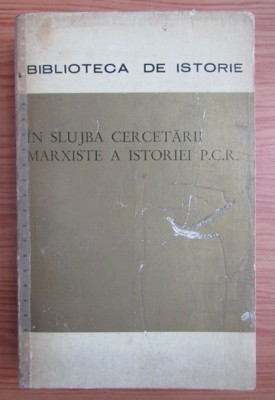 BIBLIOTECA DE ISTORIE
ÎN SLUJBA CERCETĂRII
MARXISTE A ISTORIEI P.C.R.